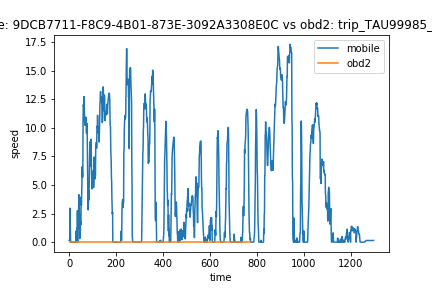 e: 9DCB7711-F8C9-4B01-873E-3092A3308E0C vs obd2: trip_TAU99985_
17.5
15.0
12.5
10.0
7.5
5.0
2.5
0.0
speed
mobile
obd2
0 200 400 600 800 1000 1200
time